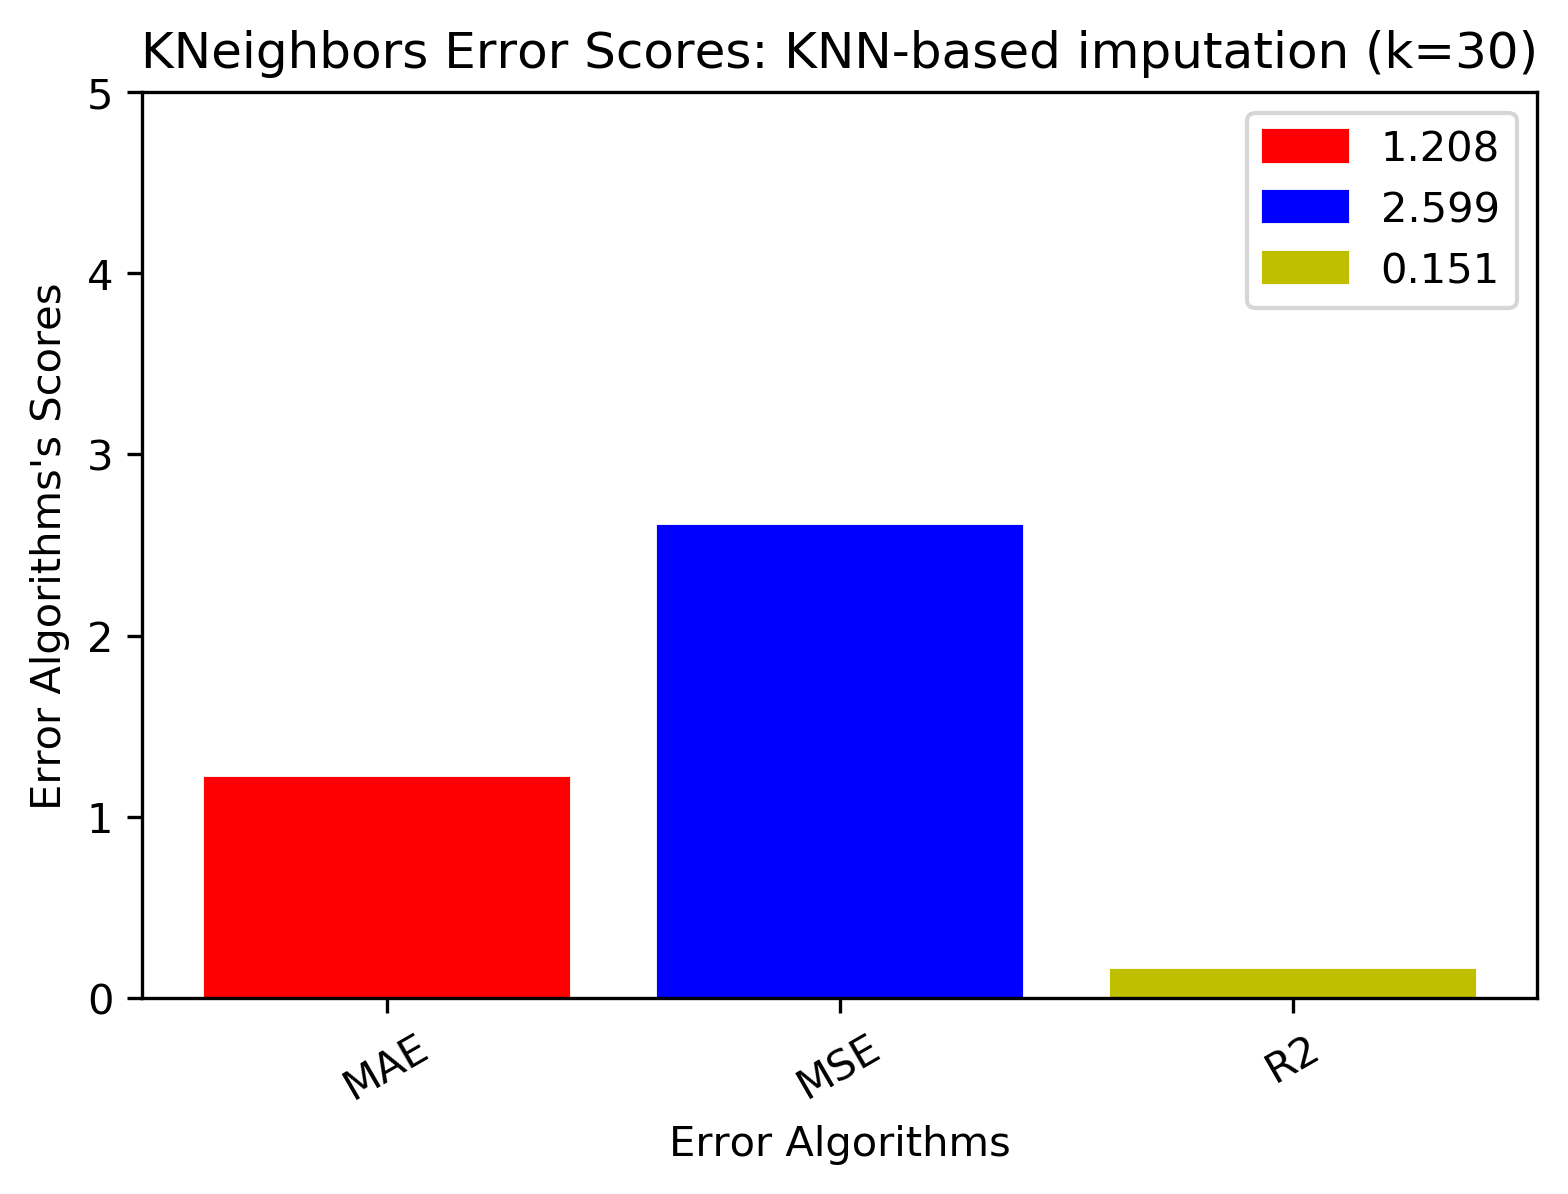 KNeighbors Error Scores: KNN-based imputation (k=30)
1.208
2.599
0.151
5
4
3
2
1
0
Error Algorithms's Scores
MAE
MSE
R2
Error Algorithms